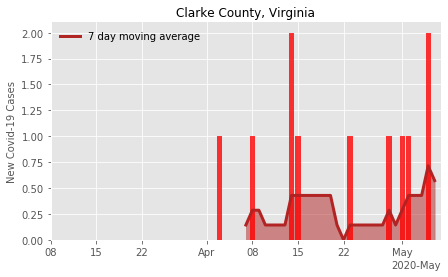 Clarke County, Virginia
7 day moving average
New Covid-19 Cases
2.00
1.75
1.50
1.25
1.00
0.75
0.50
0.25
0.00
08 15 22 Apr 08 15 22 May
2020-May